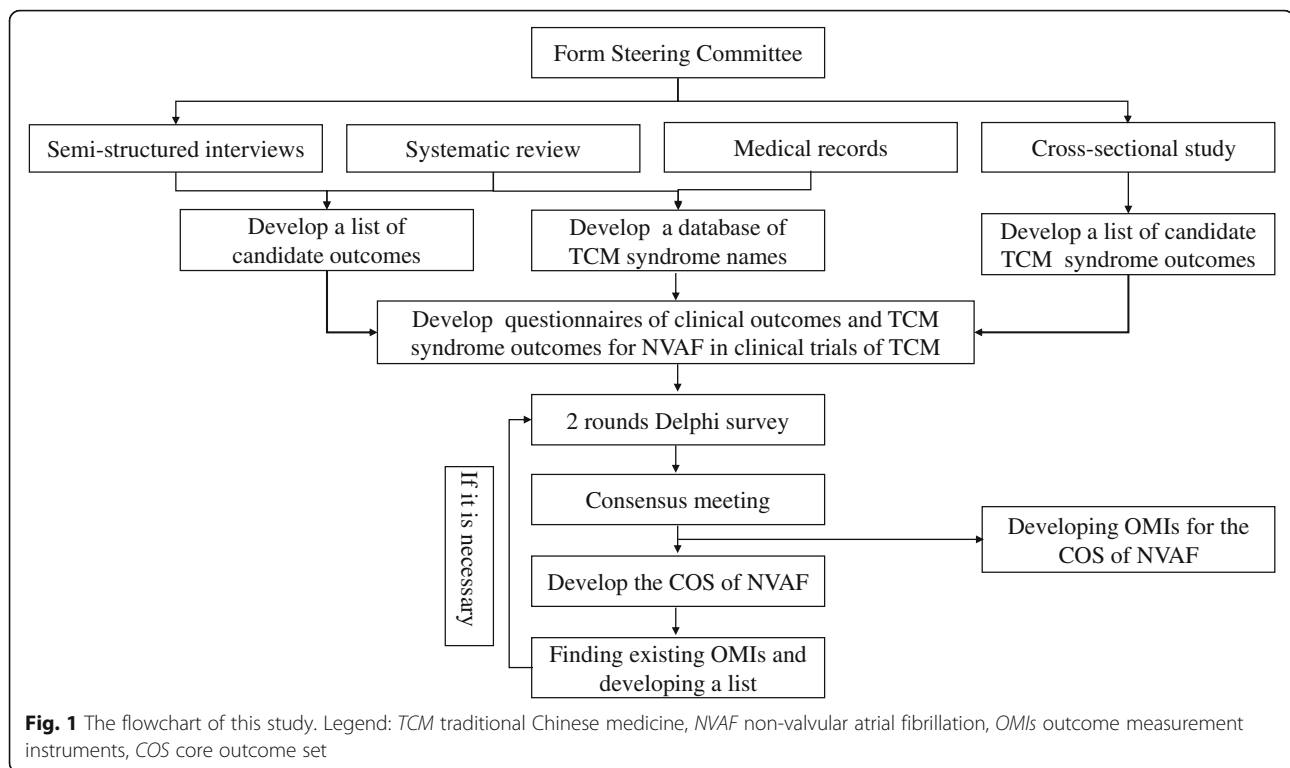 Form Steering Committee
Semi-structured interviews
Systematic review
Medical records
Cross-sectional study
Develop a list of
candidate outcomes
Develop a database of
TCM syndrome names
Develop a list of candidate
TCM syndrome outcomes
Develop questionnaires of clinical outcomes and TCM
syndrome outcomes for NVAF in clinical trials of TCM
2 rounds Delphi survey
If it is necessary
Consensus meeting
Developing OMIs for the
COS of NVAF
Develop the COS of NVAF
Finding existing OMIs and
developing a list
Fig. 1 The flowchart of this study. Legend: TCM traditional Chinese medicine, NVAF non-valvular atrial fibrillation, OMIs outcome measurement
instruments, COS core outcome set